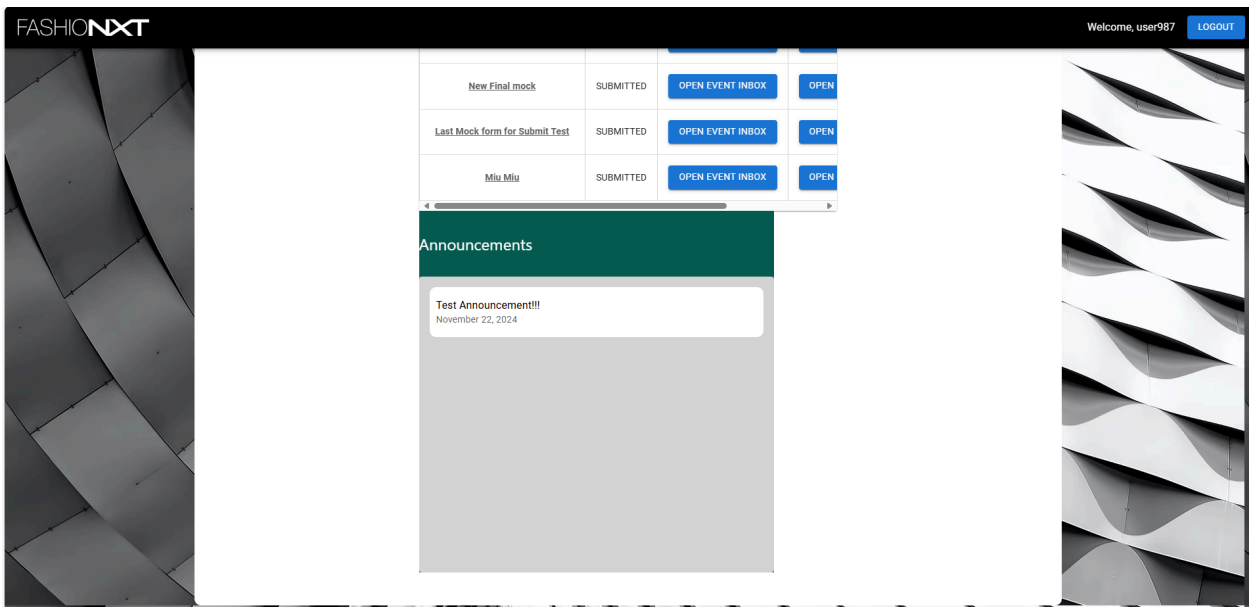 FASHIONXT
Welcome, user987
LOGOUT
New Final mock SUBMITTED OPEN EVENT INBOX OPEN
Last Mock form for Submit Test SUBMITTED OPEN EVENT INBOX OPEN
Miu Miu SUBMITTED OPEN EVENT INBOX OPEN
Announcements
Test Announcement!!!
November 22, 2024